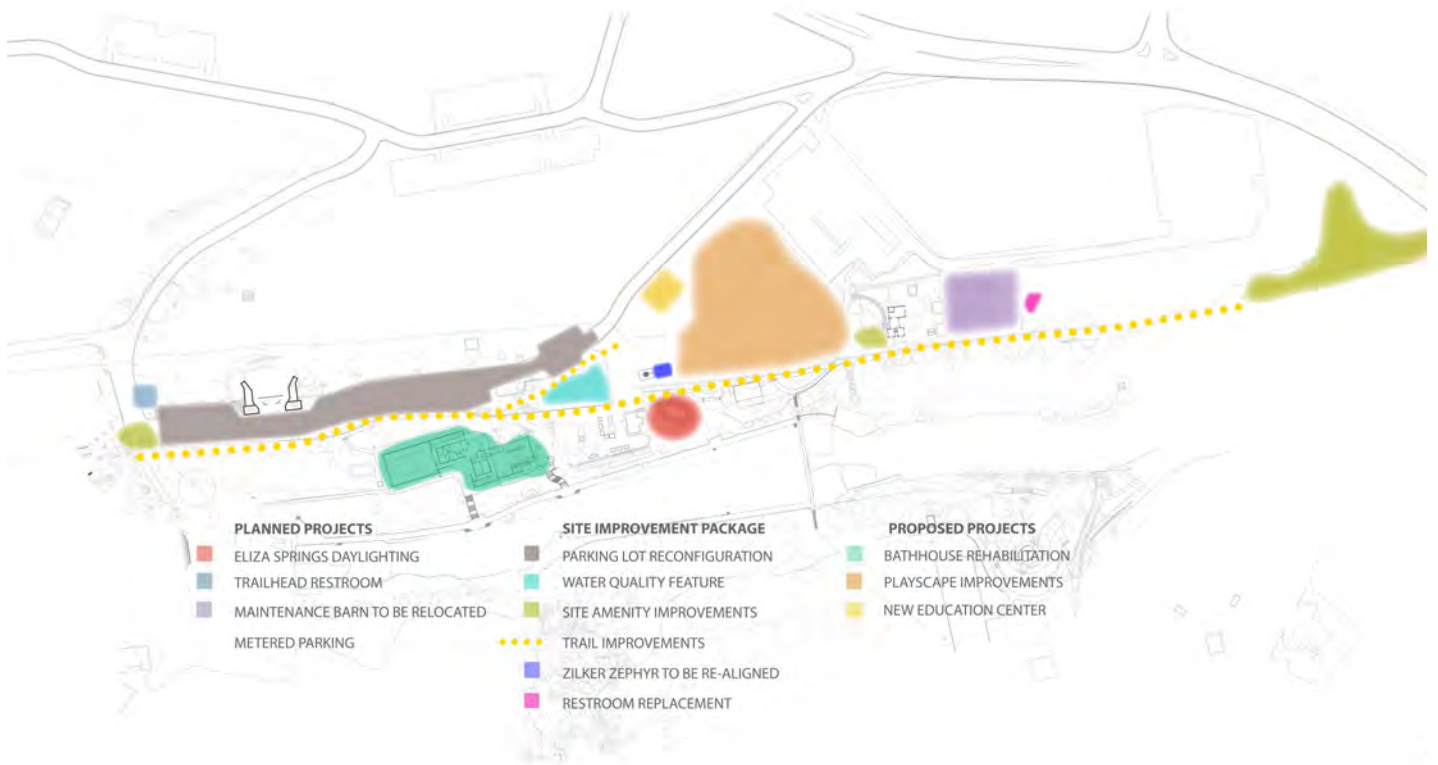 PLANNED PROJECTS
ELIZA SPRINGS DAYLIGHTING
TRAILHEAD RESTROOM
MAINTENANCE BARN TO BE RELOCATED
METERED PARKING
SITE IMPROVEMENT PACKAGE
PARKING LOT RECONFIGURATION
WATER QUALITY FEATURE
SITE AMENITY IMPROVEMENTS
TRAIL IMPROVEMENTS
ZILKER ZEPHYR TO BE RE-ALIGNED
RESTROOM REPLACEMENT
PROPOSED PROJECTS
BATHHOUSE REHABILITATION
PLAYSCAPE IMPROVEMENTS
NEW EDUCATION CENTER